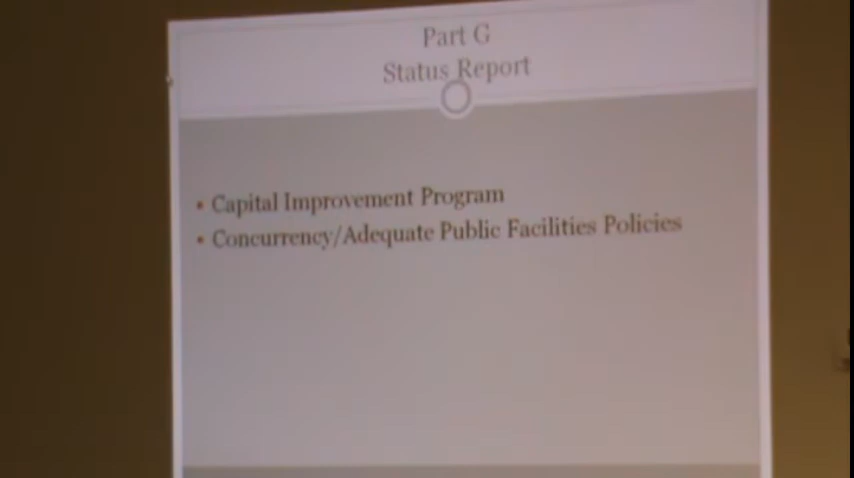 Part G
Status Report
• Capital Improvement Program
• Concurrency/Adequate Public Facilities Policies